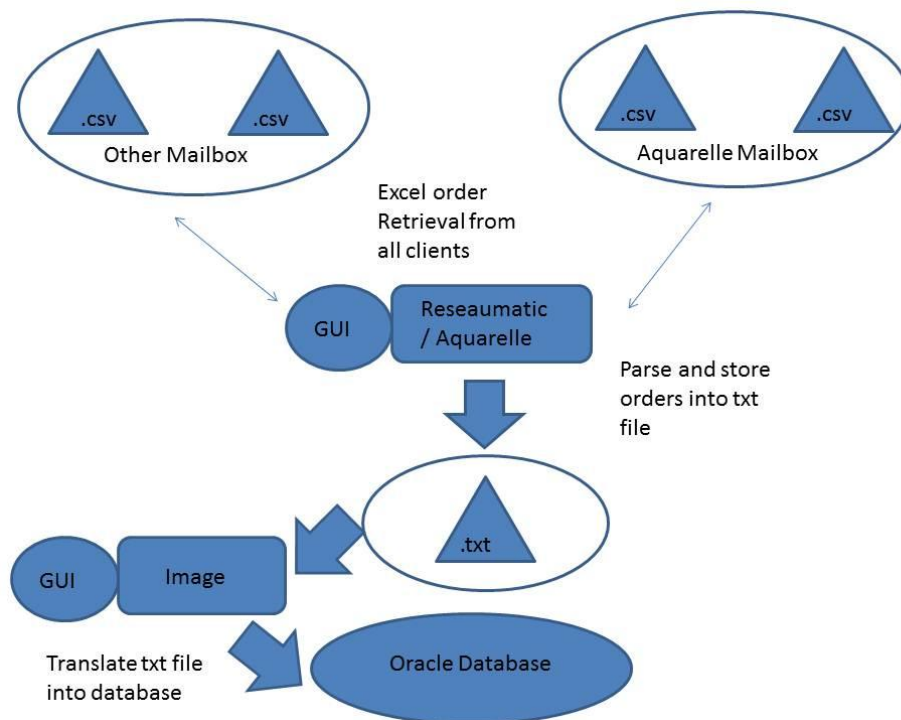 .csv
.csv
Other Mailbox
.csv
.csv
Aquarelle Mailbox
Excel order
Retrieval from
all clients
GUI
Reseaumatic
/ Aquarelle
Parse and store
orders into txt
file
.txt
GUI
Image
Translate txt file
into database
Oracle Database